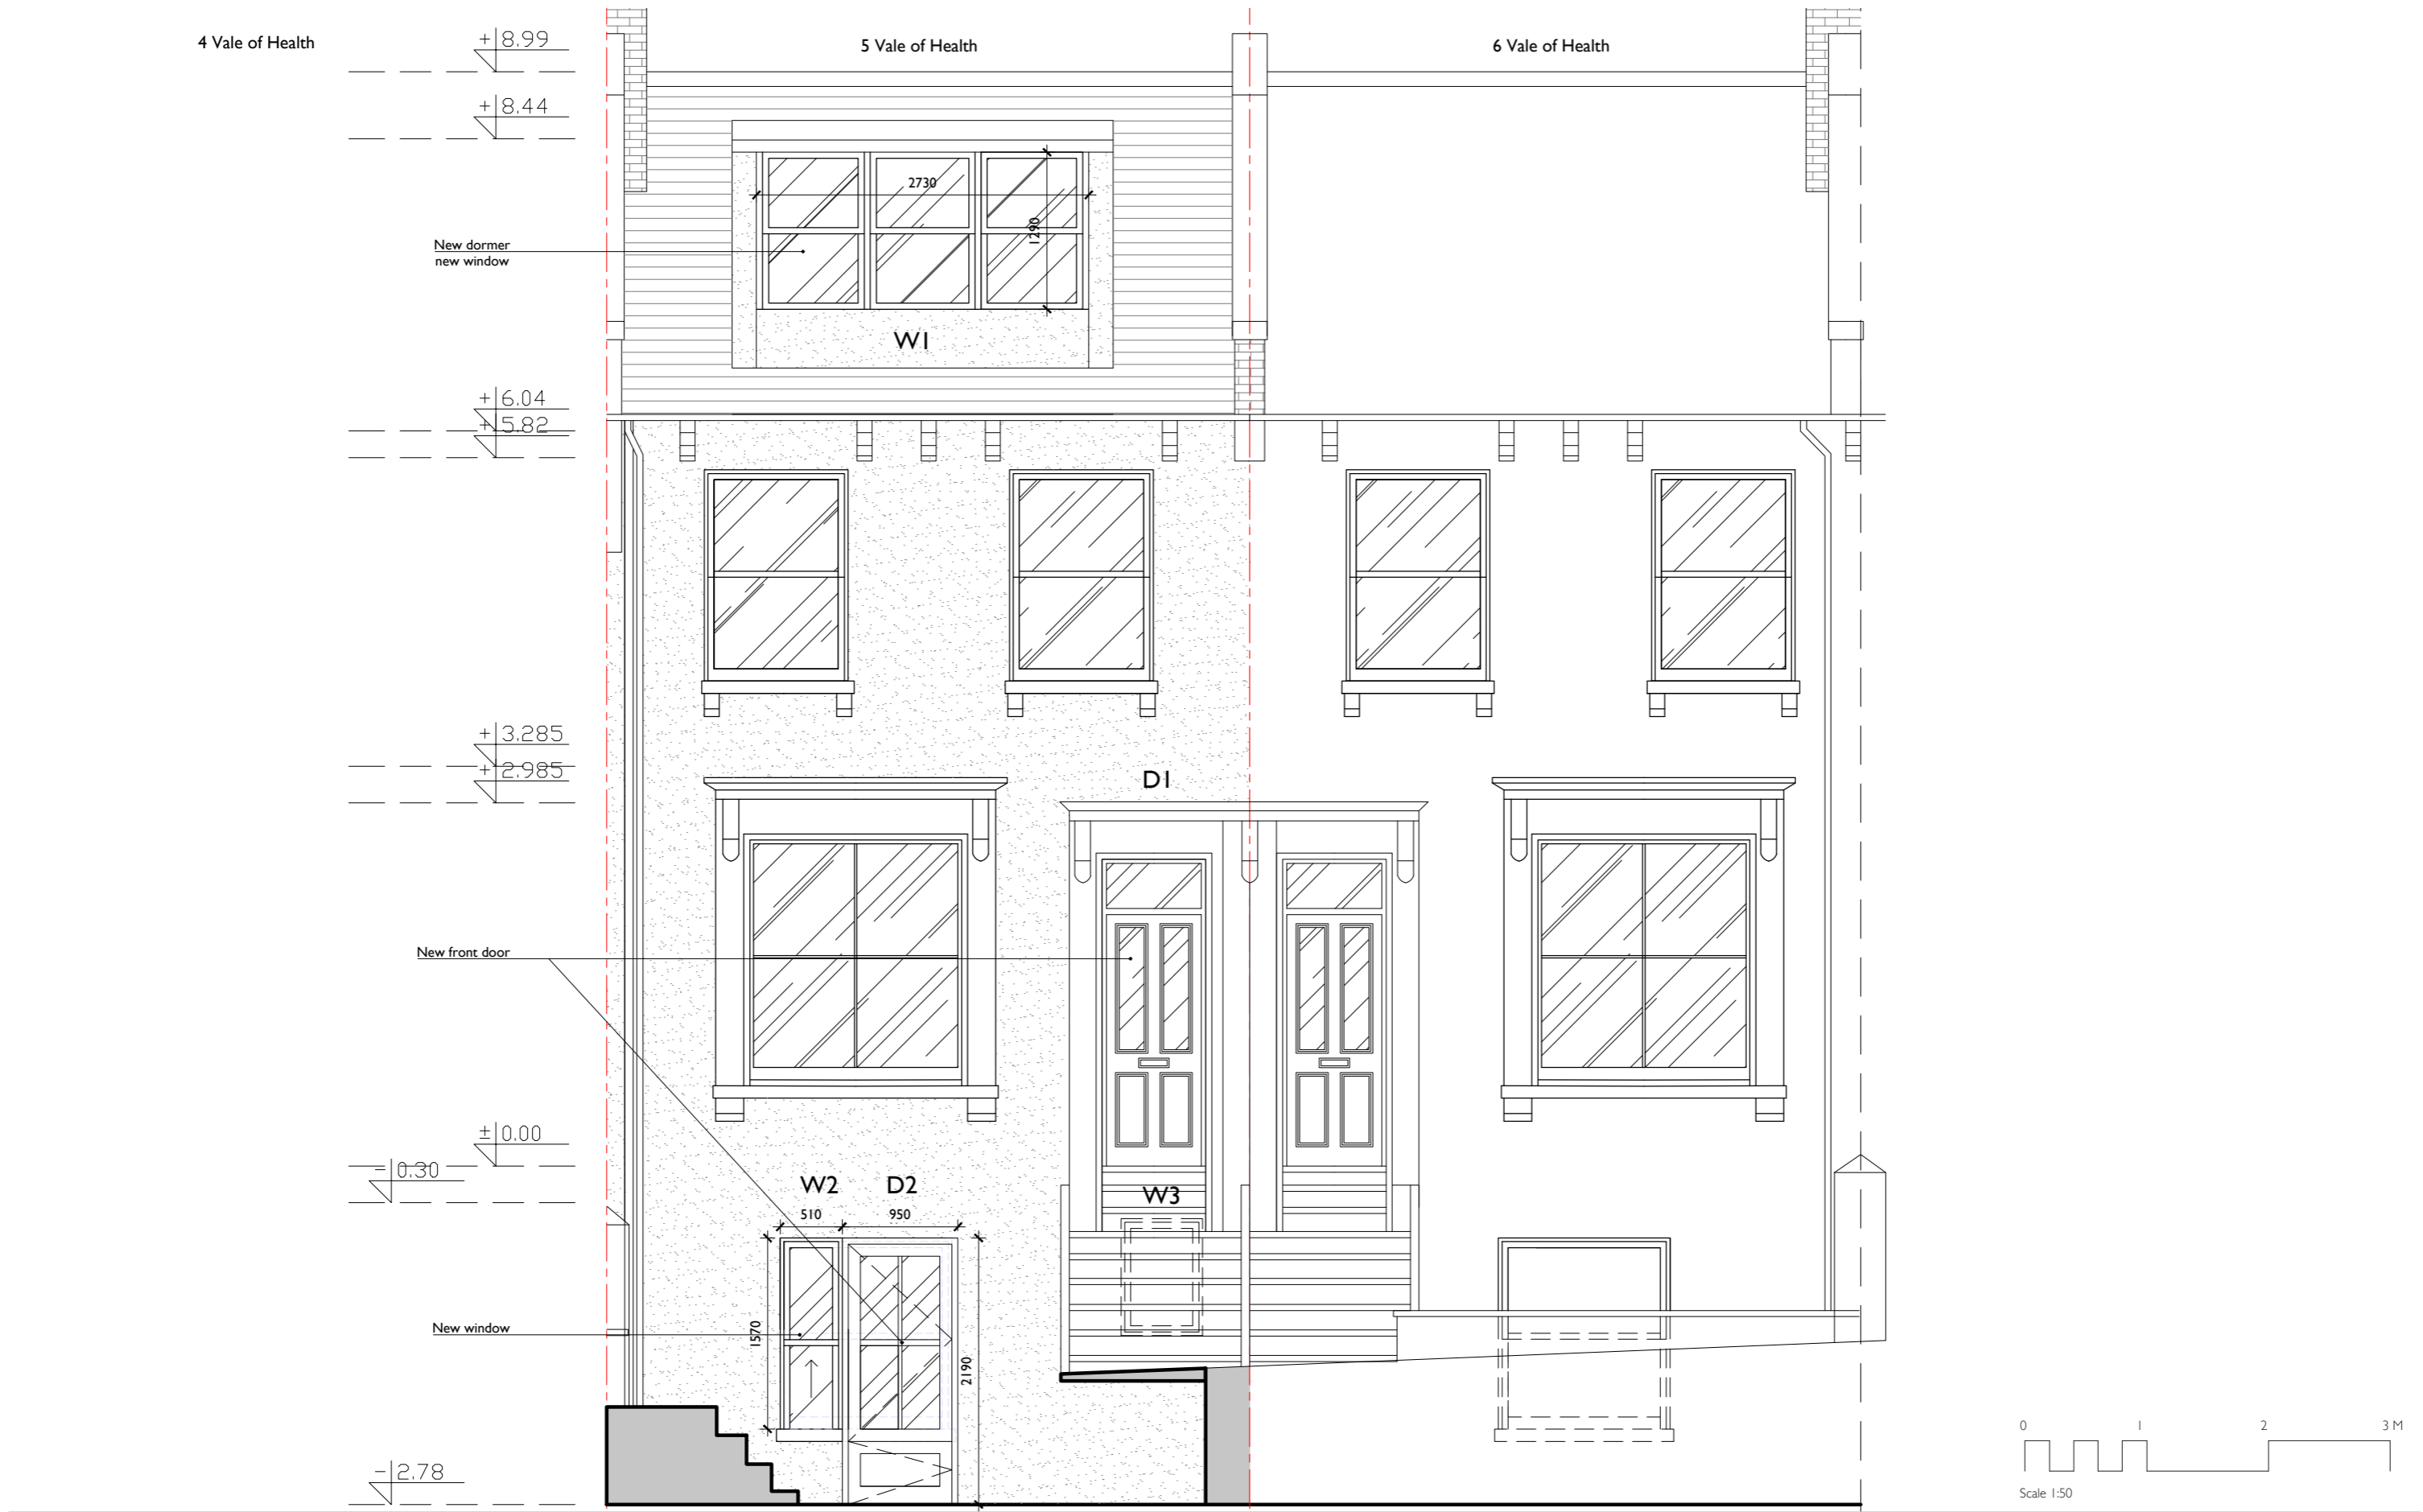 4 Vale of Health
5 Vale of Health
6 Vale of Health
+8.99
+8.44
2730
1290
New dormer
new window
W1
+6.04
+5.82
+3.285
+2.985
D1
New front door
±0.00
-0.30
W2
D2
W3
510
950
New window
1570
2190
-2.78
0 1 2 3 M
Scale 1:50